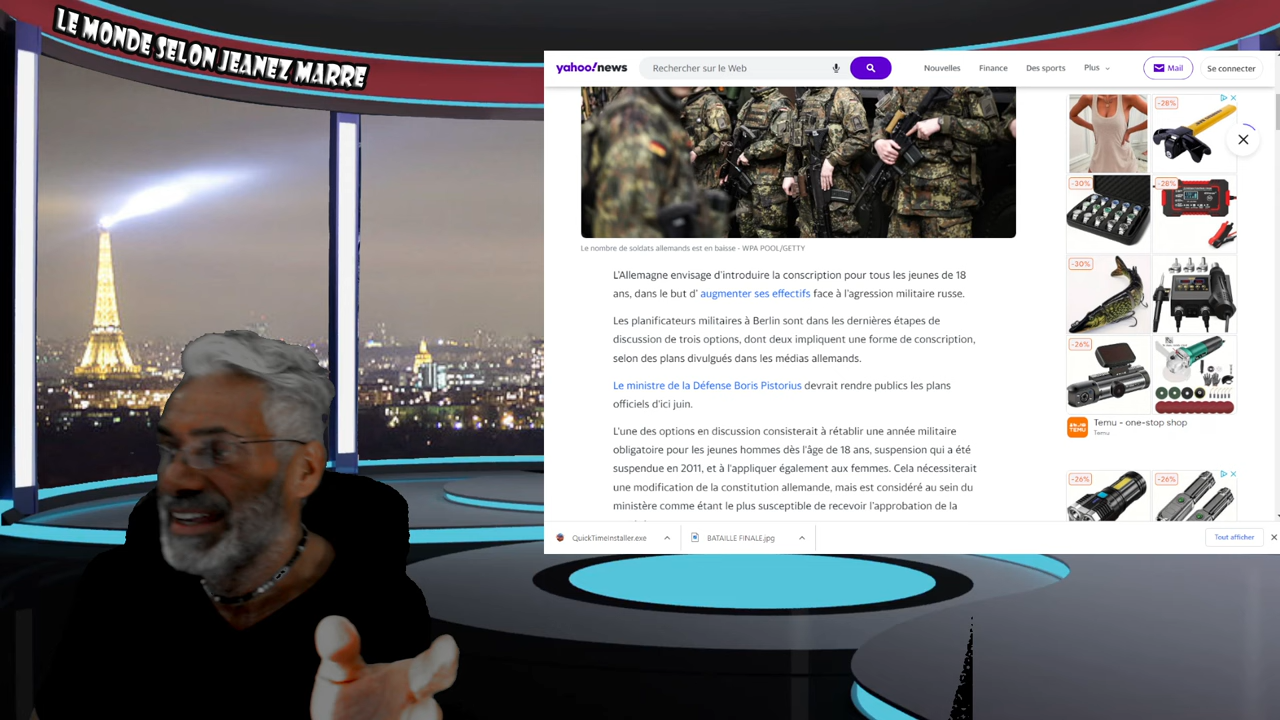 LE MONDE SELON JEANEZ MARRE
yahoo!news
Rechercher sur le Web
Nouvelles
Finance
Des sports
Plus
Mail
Se connecter
Le nombre de soldats allemands est en baisse - WPA POOL/GETTY
L'Allemagne envisage d'introduire la conscription pour tous les jeunes de 18
ans, dans le but d' augmenter ses effectifs face à l'agression militaire russe.
Les planificateurs militaires à Berlin sont dans les dernières étapes de
discussion de trois options, dont deux impliquent une forme de conscription,
selon des plans divulgués dans les médias allemands.
Le ministre de la Défense Boris Pistorius devrait rendre publics les plans
officiels d'ici juin.
L'une des options en discussion consisterait à rétablir une année militaire
obligatoire pour les jeunes hommes dès l'âge de 18 ans, suspension qui a été
suspendue en 2011, et à l'appliquer également aux femmes. Cela nécessiterait
une modification de la constitution allemande, mais est considéré au sein du
ministère comme étant le plus susceptible de recevoir l'approbation de la
-28%
-30%
-28%
-30%
-26%
TEMU
Temu - one-stop shop
Temu
-26%
-26%
QuickTimeInstaller.exe
BATAILLE FINALE.jpg
Tout afficher